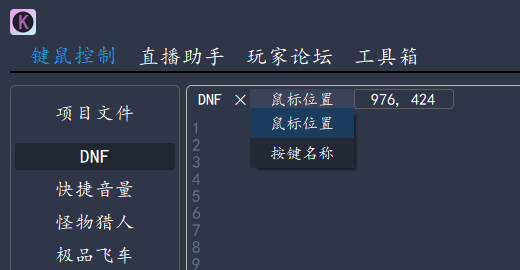 K
键鼠控制 直播助手 玩家论坛 工具箱
项目文件
DNF
快捷音量
怪物猎人
极品飞车
DNF × 鼠标位置 976, 424
鼠标位置
按键名称
1
2
3
4
5
6
7
8
9